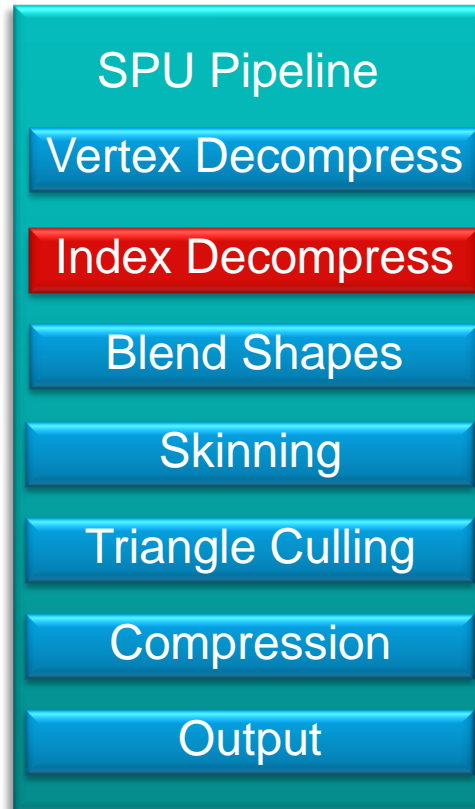 SPU Pipeline
Vertex Decompress
Index Decompress
Blend Shapes
Skinning
Triangle Culling
Compression
Output